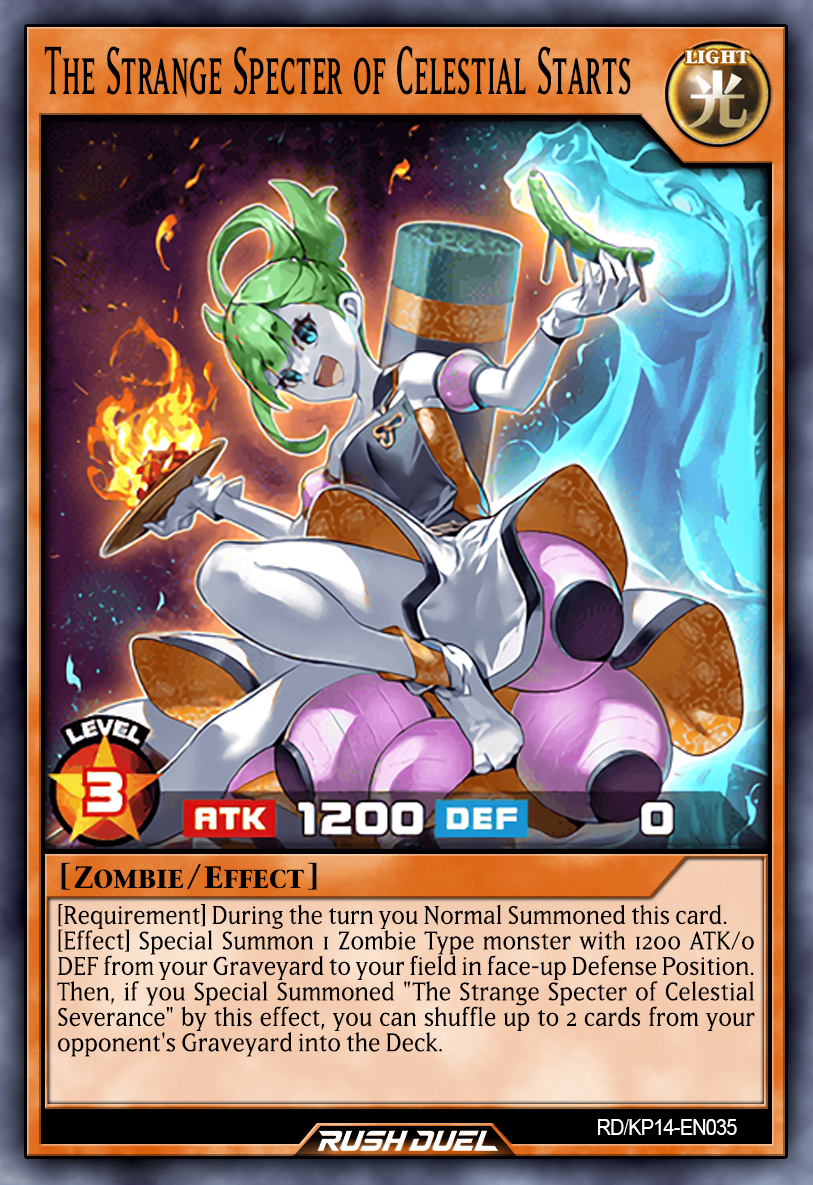 The Strange Specter of Celestial Starts
LIGHT
光
LEVEL
3
ATK 1200 DEF 0
[Zombie/Effect]
[Requirement] During the turn you Normal Summoned this card.
[Effect] Special Summon 1 Zombie Type monster with 1200 ATK/0
DEF from your Graveyard to your field in face-up Defense Position.
Then, if you Special Summoned "The Strange Specter of Celestial
Severance" by this effect, you can shuffle up to 2 cards from your
opponent's Graveyard into the Deck.
RD/KP14-EN035
RUSH DUEL